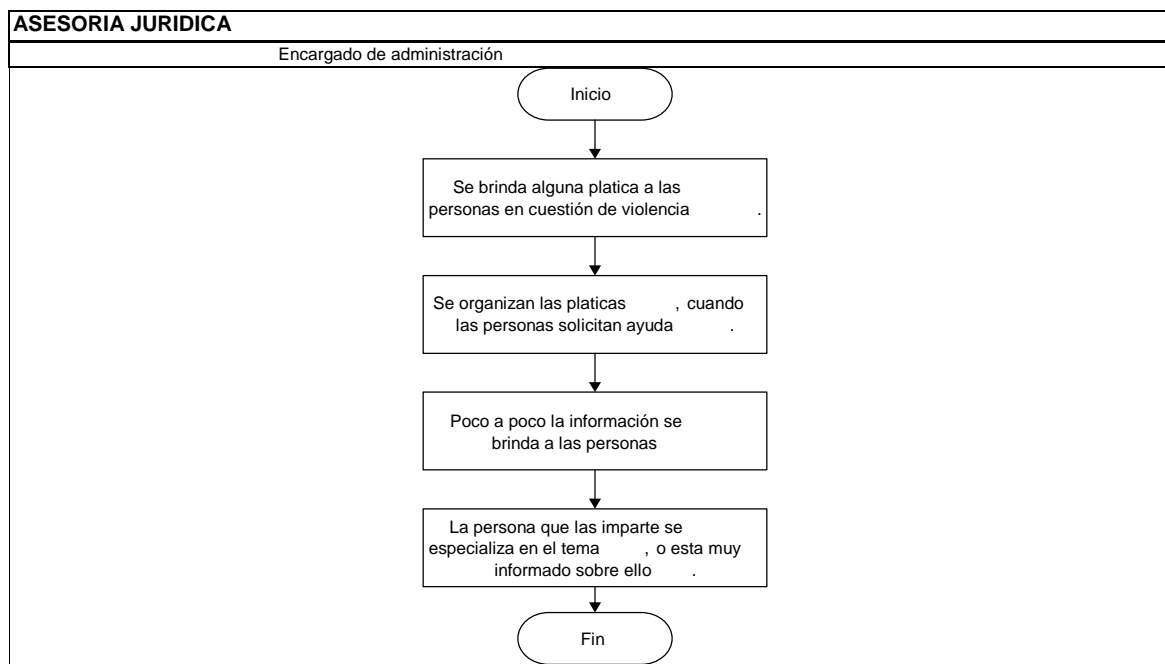 ASESORIA JURIDICA
Encargado de administración
Inicio
Se brinda alguna platica a las
personas en cuestión de violencia .
Se organizan las platicas , cuando
las personas solicitan ayuda .
Poco a poco la información se
brinda a las personas
La persona que las imparte se
especializa en el tema , o esta muy
informado sobre ello .
Fin